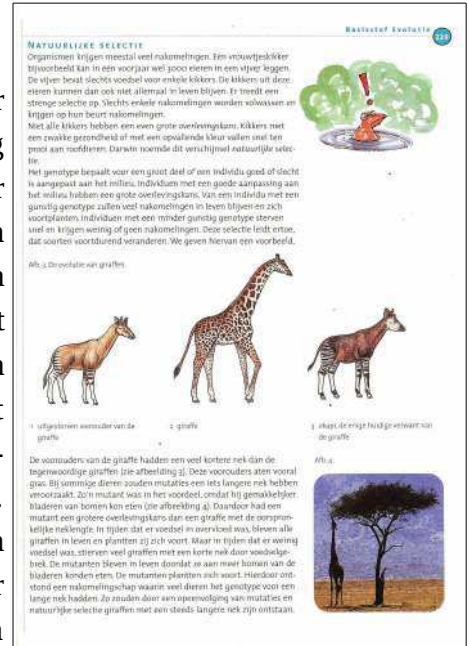 Basisstof Evolutie
NATUURLIJKE SELECTIE
Organismen krijgen meestal veel nakomelingen. Een vrouwtjeskikker
bijvoorbeeld kan in een voorjaar wel 3000 eieren in een vijver leggen.
De vijver bevat slechts voedsel voor enkele kikkers. De kikkers uit deze
eieren kunnen dan ook niet allemaal in leven blijven. Er treedt een
strenge selectie op. Slechts enkele nakomelingen worden volwassen en
krijgen op hun beurt nakomelingen.
Niet alle kikkers hebben een even grote overlevingskans. Kikkers met
een zwakke gezondheid of met een opvallende kleur vallen snel ten
prooi aan roofdieren. Darwin noemde dit verschijnsel natuurlijke selec-
tie.
Het genotype bepaalt voor een groot deel of een individu goed of slecht
is aangepast aan het milieu. Individuen met een goede aanpassing aan
het milieu hebben een grote overlevingskans. Van een individu met een
gunstig genotype zullen veel nakomelingen in leven blijven en zich
voortplanten. Individuen met een minder gunstig genotype sterven
snel en krijgen weinig of geen nakomelingen. Deze selectie leidt ertoe,
dat soorten voortdurend veranderen. We geven hiervan een voorbeeld.
Afb. 3 De evolutie van giraffen.
1 uitgestorven voorouder van de
giraffe
2 giraffe
3 okapi, de enige huidige verwant van
de giraffe
De voorouders van de giraffe hadden een veel kortere nek dan de
tegenwoordige giraffen (zie afbeelding 3). Deze voorouders aten vooral
gras. Bij sommige dieren zouden mutaties een iets langere nek hebben
veroorzaakt. Zo'n mutant was in het voordeel, omdat hij gemakkelijker
bladeren van bomen kon eten (zie afbeelding 4). Daardoor had een
mutant een grotere overlevingskans dan een giraffe met de oorspron-
kelijke neklengte. In tijden dat er voedsel in overvloed was, bleven alle
giraffen in leven en plantten zij zich voort. Maar in tijden dat er weinig
voedsel was, stierven veel giraffen met een korte nek door voedselge-
brek. De mutanten bleven in leven doordat ze aan meer bomen van de
bladeren konden eten. De mutanten plantten zich voort. Hierdoor ont-
stond een nakomelingschap waarin veel dieren het genotype voor een
lange nek hadden. Zo zouden door een opeenvolging van mutaties en
natuurlijke selectie giraffen met een steeds langere nek zijn ontstaan.
Afb. 4